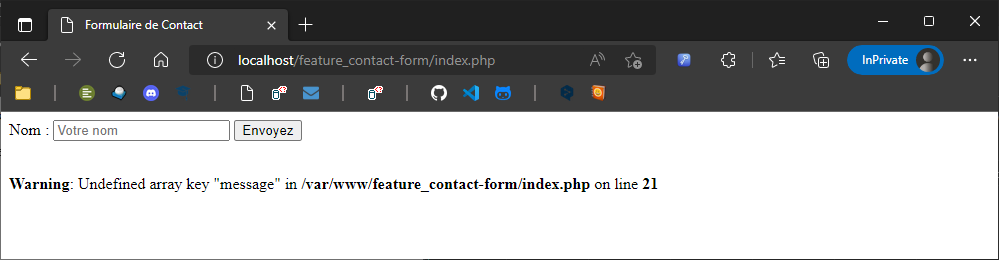 Formulaire de Contact
localhost/feature_contact-form/index.php
InPrivate
Nom : Votre nom Envoyez
Warning: Undefined array key "message" in /var/www/feature_contact-form/index.php on line 21